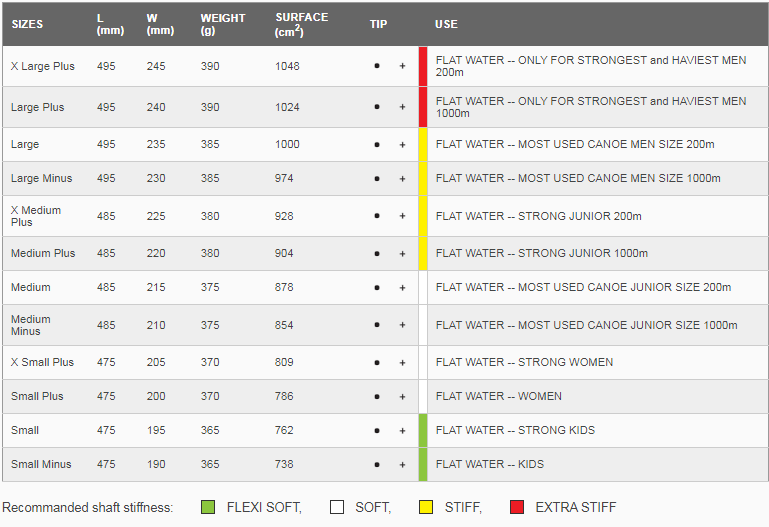 SIZES L (mm) W (mm) WEIGHT (g) SURFACE (cm²) TIP USE
X Large Plus 495 245 390 1048 • + FLAT WATER -- ONLY FOR STRONGEST and HAVIEST MEN 200m
Large Plus 495 240 390 1024 • + FLAT WATER -- ONLY FOR STRONGEST and HAVIEST MEN 1000m
Large 495 235 385 1000 • + FLAT WATER -- MOST USED CANOE MEN SIZE 200m
Large Minus 495 230 385 974 • + FLAT WATER -- MOST USED CANOE MEN SIZE 1000m
X Medium Plus 485 225 380 928 • + FLAT WATER -- STRONG JUNIOR 200m
Medium Plus 485 220 380 904 • + FLAT WATER -- STRONG JUNIOR 1000m
Medium 485 215 375 878 • + FLAT WATER -- MOST USED CANOE JUNIOR SIZE 200m
Medium Minus 485 210 375 854 • + FLAT WATER -- MOST USED CANOE JUNIOR SIZE 1000m
X Small Plus 475 205 370 809 • + FLAT WATER -- STRONG WOMEN
Small Plus 475 200 370 786 • + FLAT WATER -- WOMEN
Small 475 195 365 762 • + FLAT WATER -- STRONG KIDS
Small Minus 475 190 365 738 • + FLAT WATER -- KIDS
Recommanded shaft stiffness: FLEXI SOFT, SOFT, STIFF, EXTRA STIFF